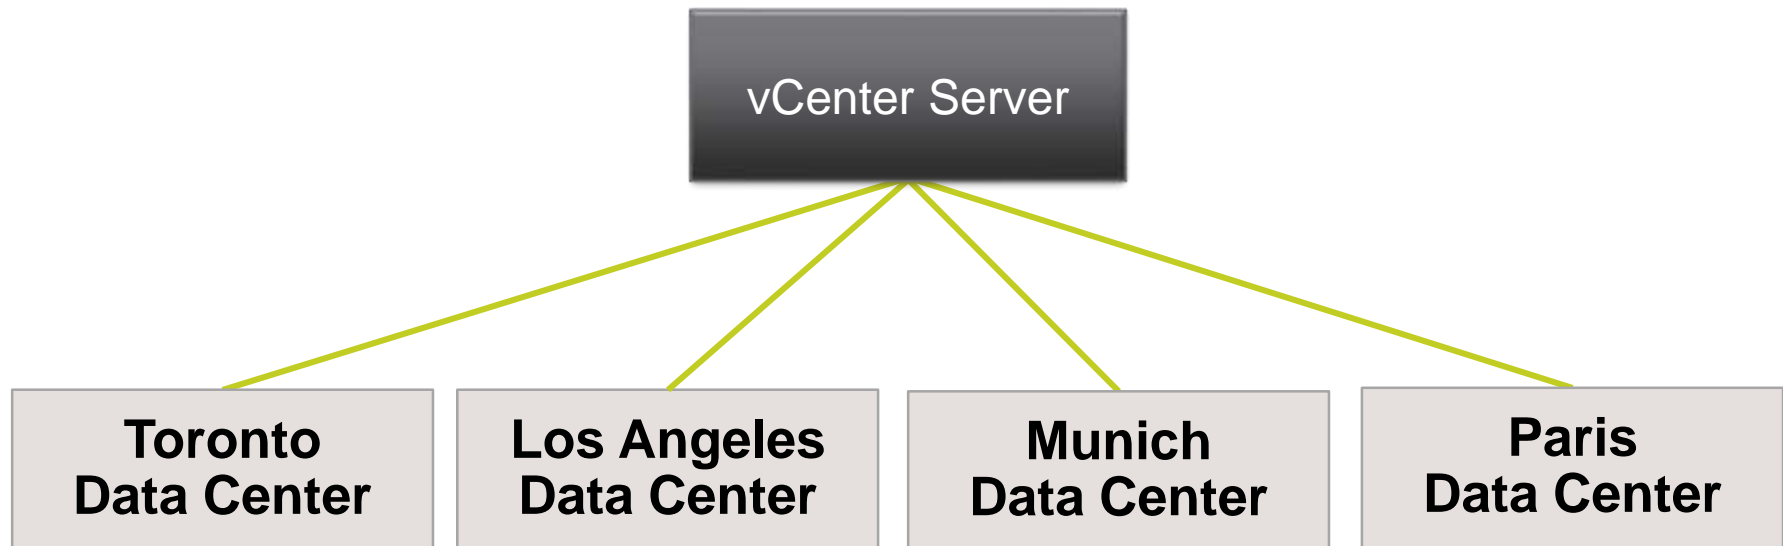 vCenter Server
Toronto
Data Center
Los Angeles
Data Center
Munich
Data Center
Paris
Data Center